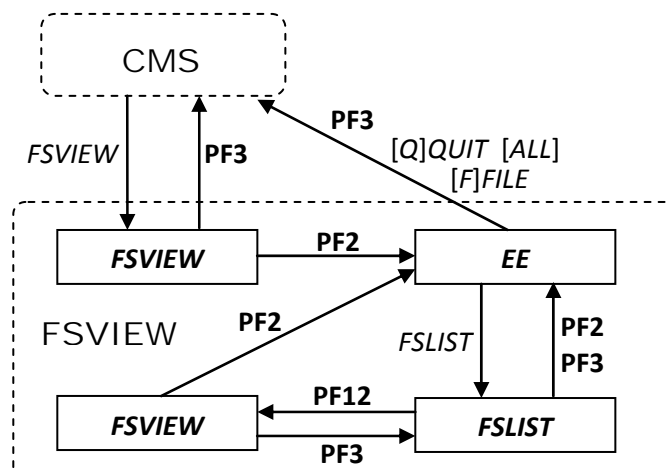 CMS
PF3
FSVIEW
PF3
[Q]QUIT [ALL]
[F]FILE
FSVIEW
PF2
EE
FSVIEW
PF2
FSLIST
PF2
PF3
FSVIEW
PF12
PF3
FSLIST